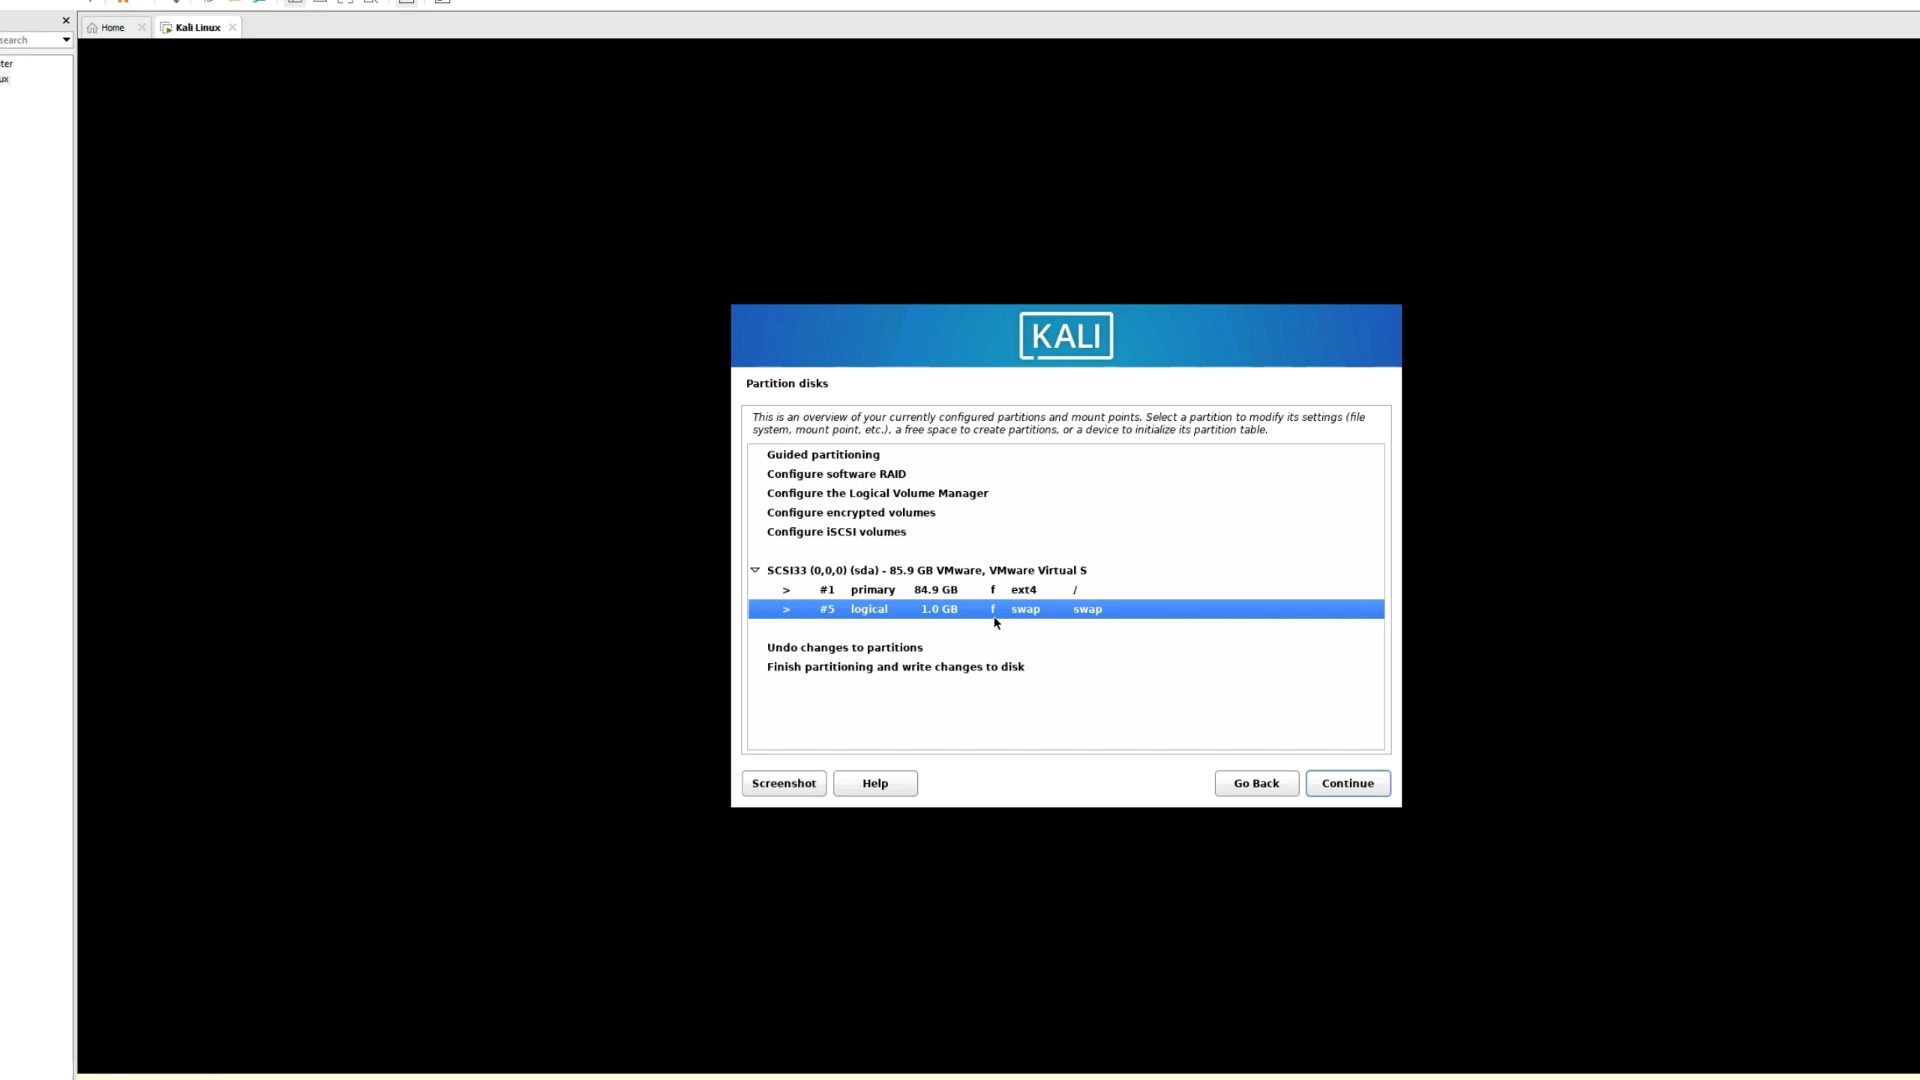 search
ter
ux
Home
Kali Linux
KALI
Partition disks
This is an overview of your currently configured partitions and mount points. Select a partition to modify its settings (file
system, mount point, etc.), a free space to create partitions, or a device to initialize its partition table.
Guided partitioning
Configure software RAID
Configure the Logical Volume Manager
Configure encrypted volumes
Configure iSCSI volumes
SCSI33 (0,0,0) (sda) - 85.9 GB VMware, VMware Virtual S
> #1 primary 84.9 GB f ext4 /
> #5 logical 1.0 GB f swap swap
Undo changes to partitions
Finish partitioning and write changes to disk
Screenshot Help Go Back Continue